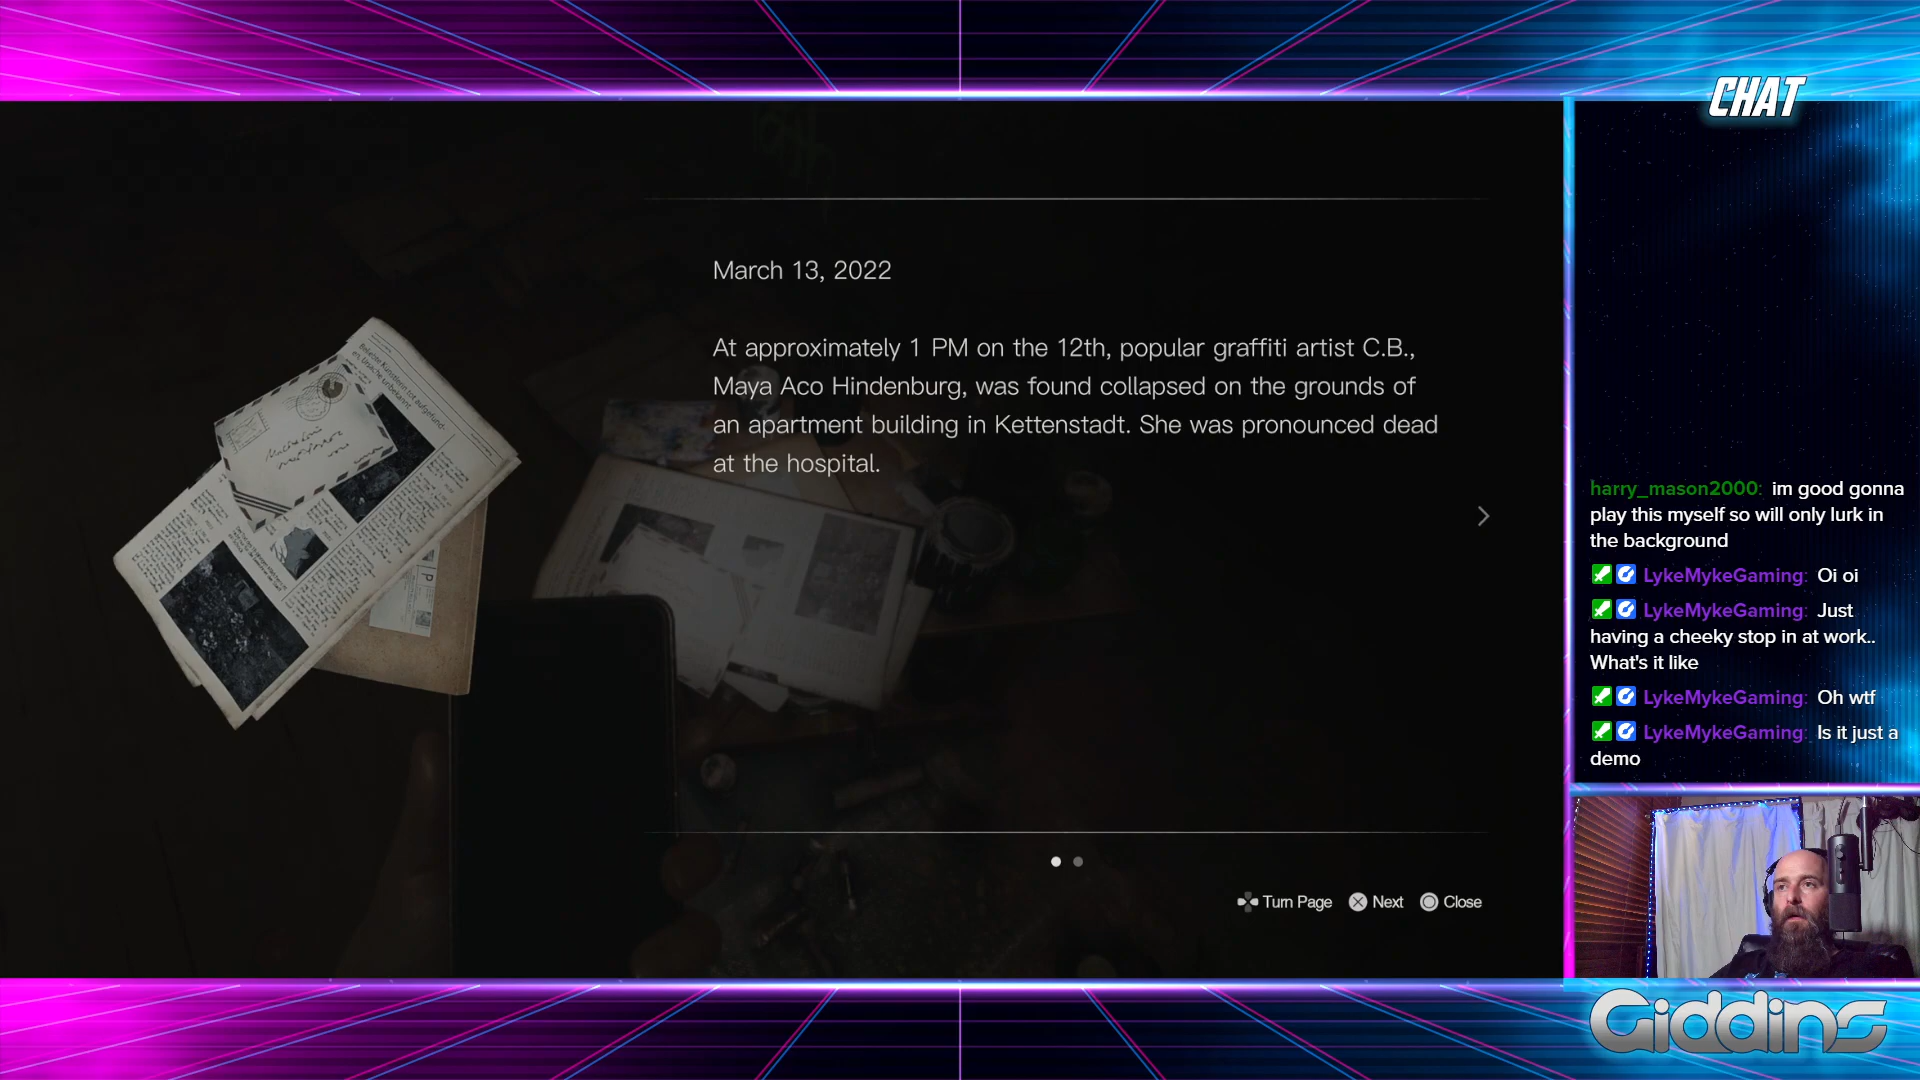 CHAT
March 13, 2022
At approximately 1 PM on the 12th, popular graffiti artist C.B.,
Maya Aco Hindenburg, was found collapsed on the grounds of
an apartment building in Kettenstadt. She was pronounced dead
at the hospital.
Turn Page Next Close
harry_mason2000: im good gonna
play this myself so will only lurk in
the background
LykeMykeGaming: Oi oi
LykeMykeGaming: Just
having a cheeky stop in at work..
What's it like
LykeMykeGaming: Oh wtf
LykeMykeGaming: Is it just a
demo
Giddins